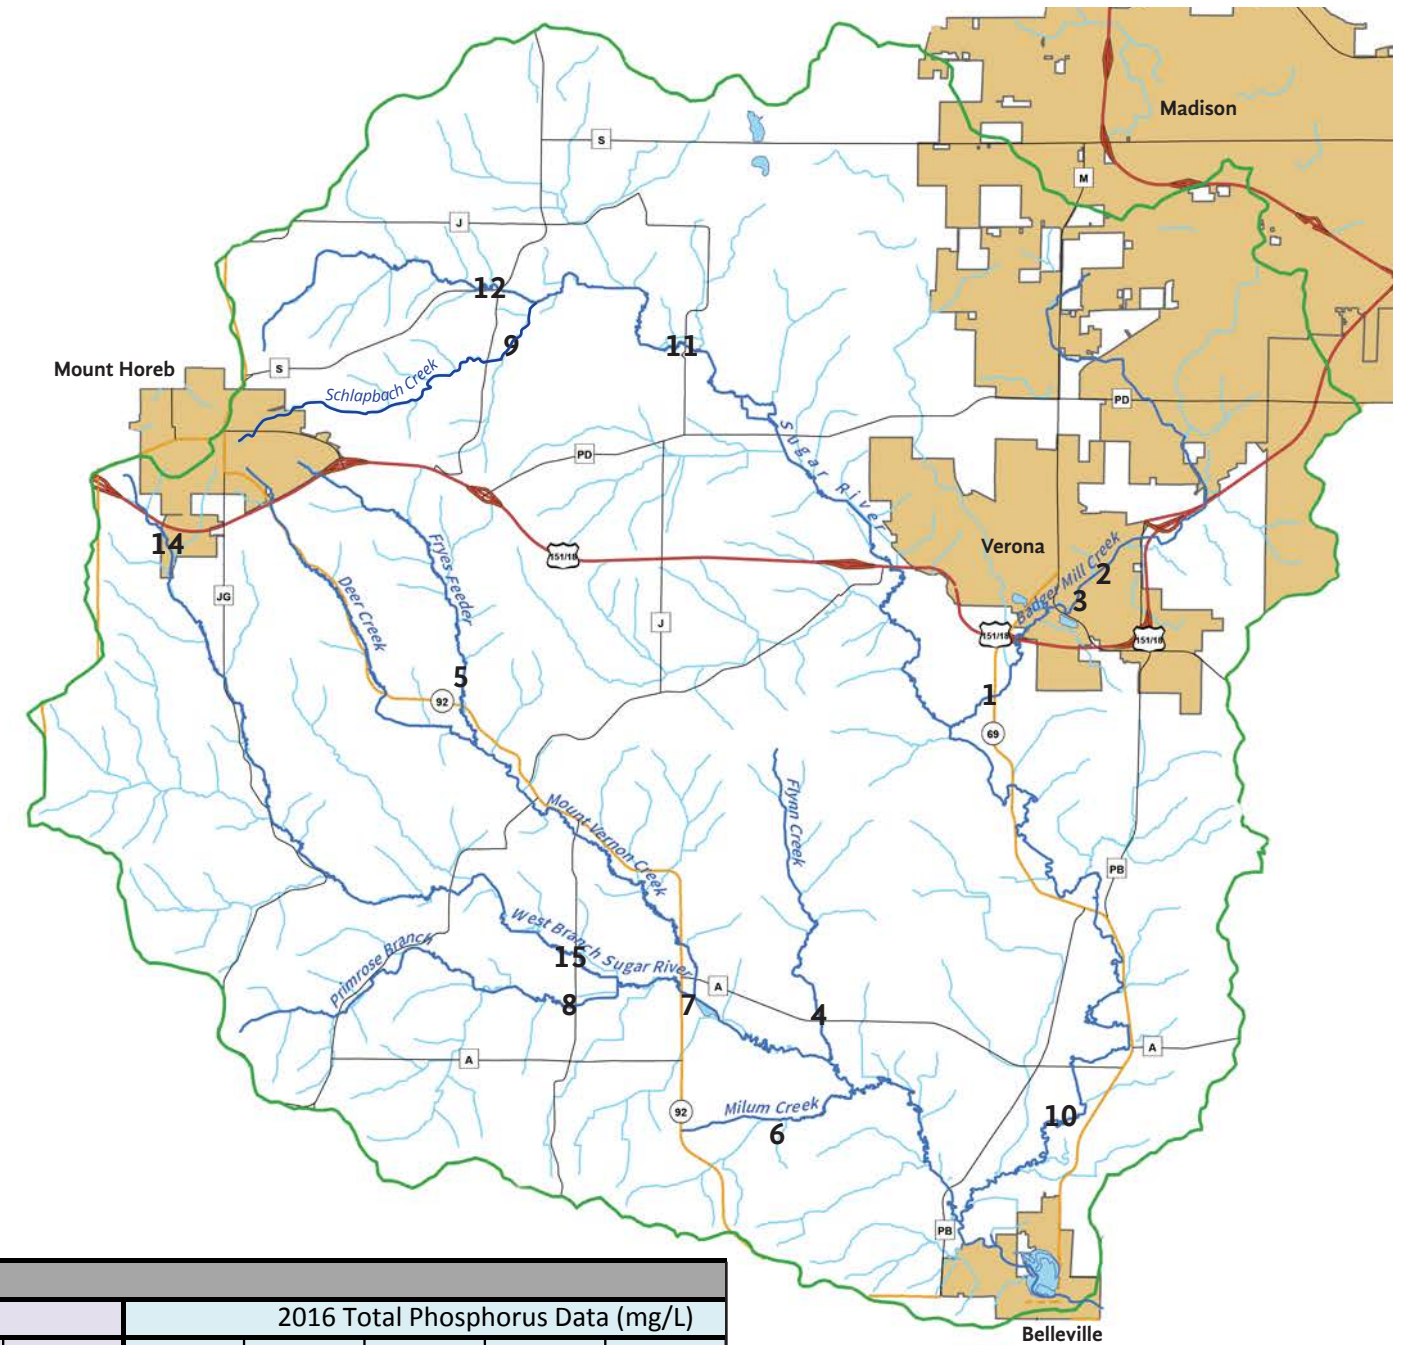 Madison
S
M
J
12
Mount Horeb
S
9
11
Schlapbach Creek
PD
Sugar River
PD
14
Fryes Feeder
151/18
Verona
Badger Mill Creek
2
3
Deer Creek
JG
J
151/18
151/18
5
92
1
69
Flynn Creek
Mount Vernon Creek
PB
West Branch Sugar River
Primrose Branch
15
8
7
A
4
A
A
92
Milum Creek
6
10
PB
Belleville
2016 Total Phosphorus Data (mg/L)